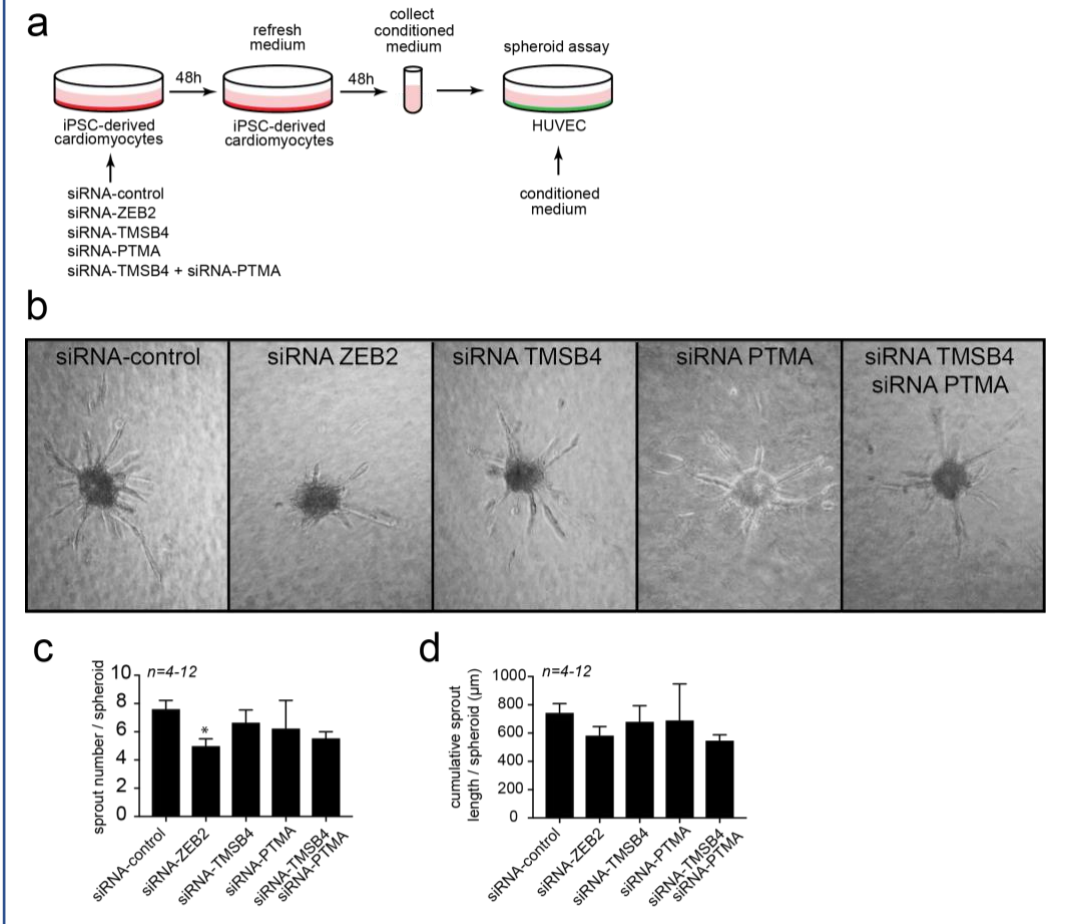 a
refresh
medium
collect
conditioned
medium
spheroid assay
48h
48h
iPSC-derived
cardiomyocytes
iPSC-derived
cardiomyocytes
HUVEC
siRNA-control
siRNA-ZEB2
siRNA-TMSB4
siRNA-PTMA
siRNA-TMSB4 + siRNA-PTMA
conditioned
medium
b
siRNA-control
siRNA ZEB2
siRNA TMSB4
siRNA PTMA
siRNA TMSB4
siRNA PTMA
c
sprout number / spheroid
10
8
6
4
2
0
n=4-12
*
siRNA-control
siRNA-ZEB2
siRNA-TMSB4
siRNA-PTMA
siRNA-TMSB4
siRNA-PTMA
d
cumulative sprout
length / spheroid (µm)
1000
800
600
400
200
0
n=4-12
siRNA-control
siRNA-ZEB2
siRNA-TMSB4
siRNA-PTMA
siRNA-TMSB4
siRNA-PTMA